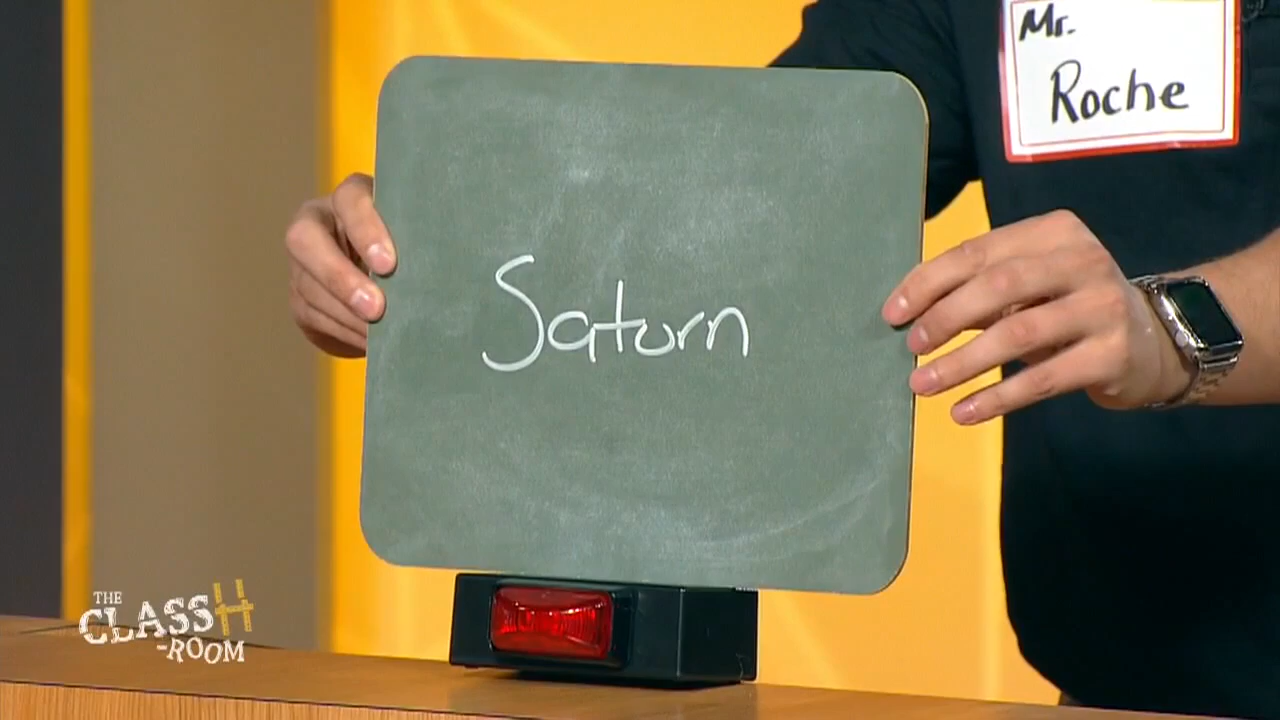 Mr.
Roche
Saturn
THE
CLASSH
-ROOM